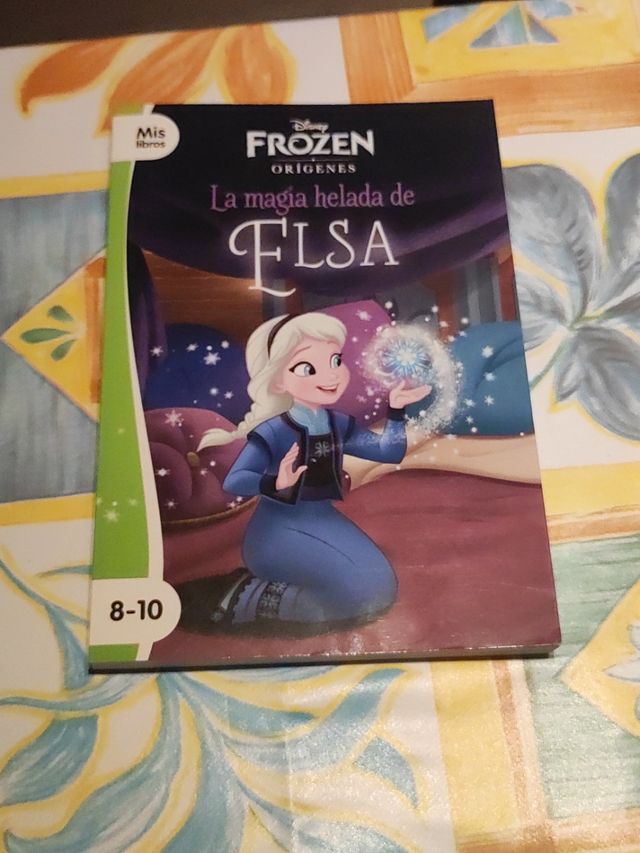 Mis
libros
Disney
FROZEN
ORÍGENES
La magia helada de
ELSA
8-10